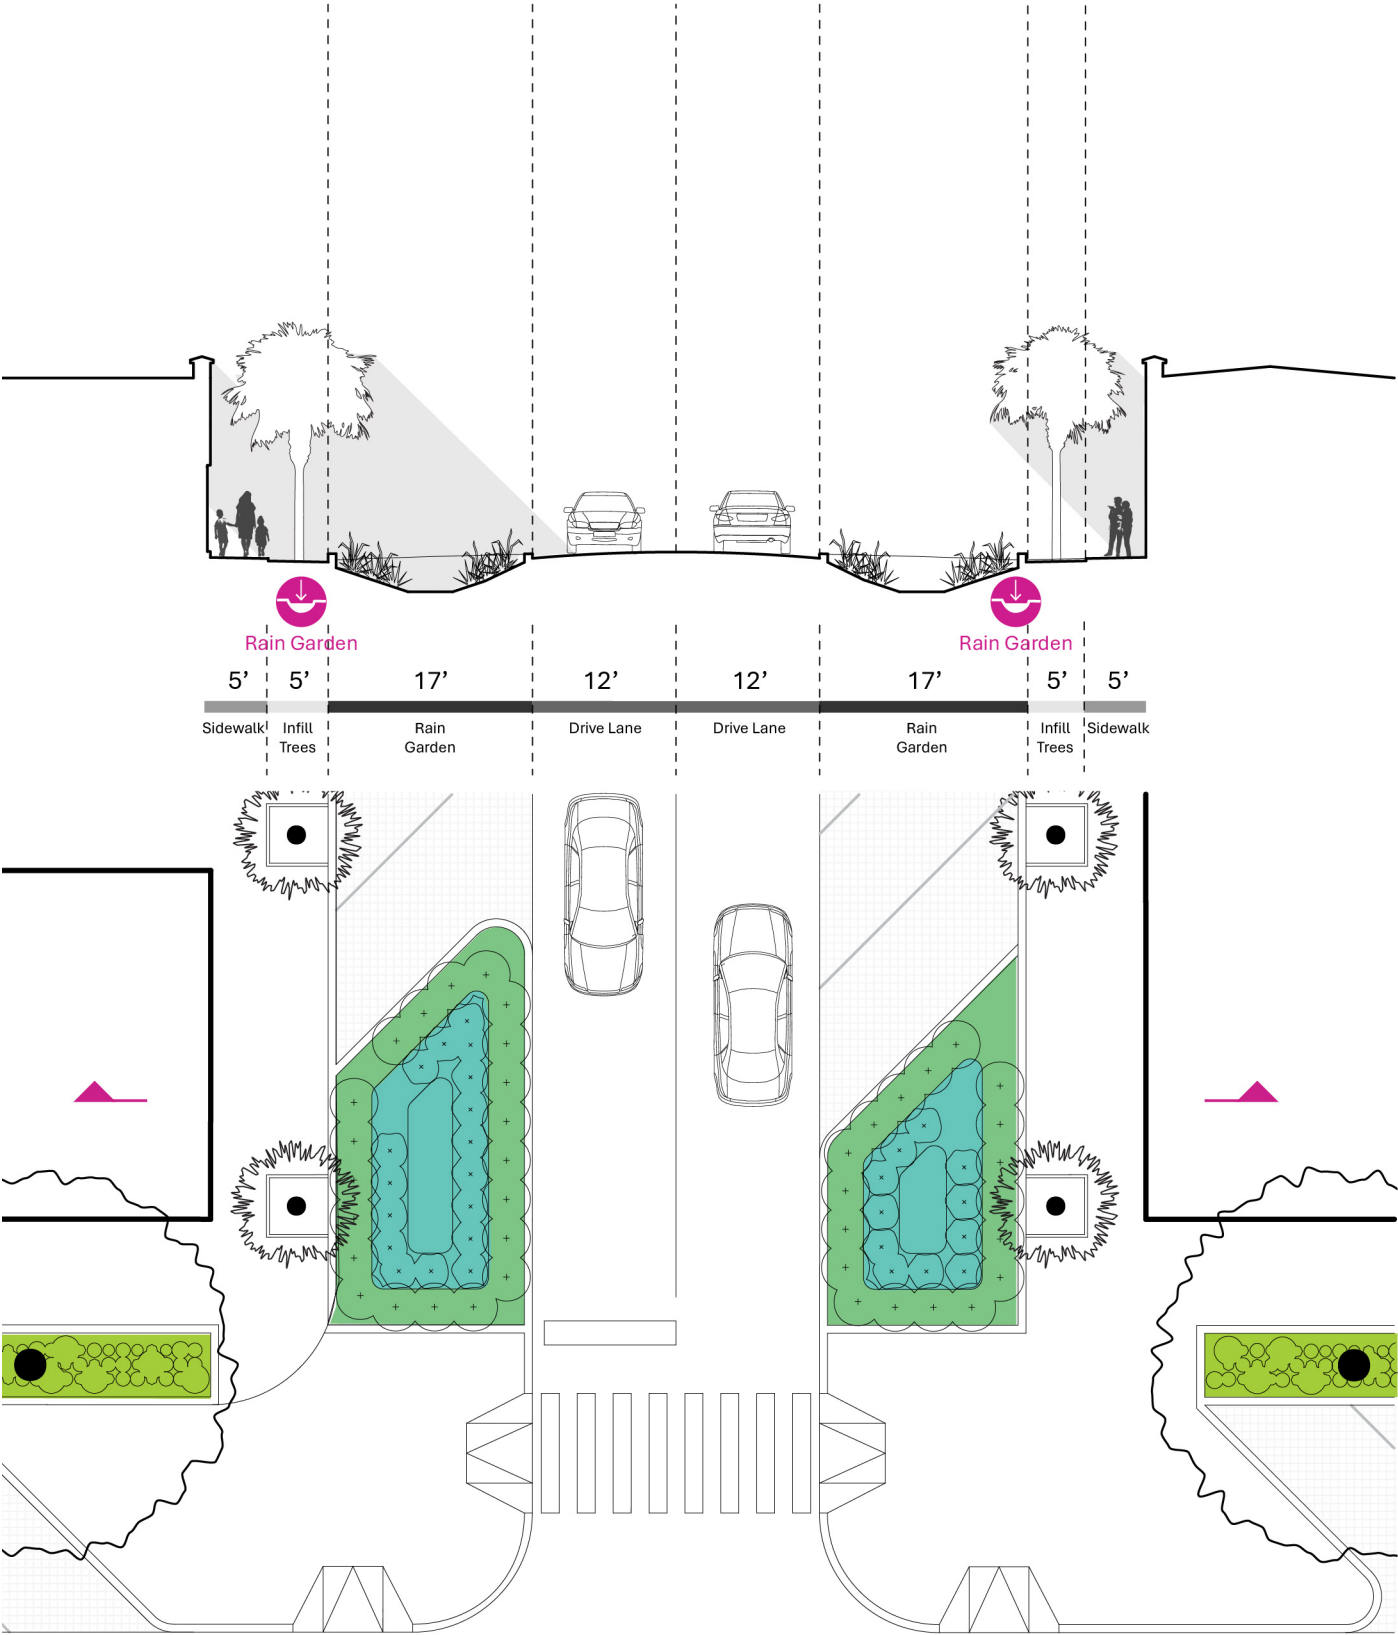 Rain Garden Rain Garden
5’ 5’ 17’ 12’ 12’ 17’ 5’ 5’
Sidewalk Infill Trees Rain Garden Drive Lane Drive Lane Rain Garden Infill Trees Sidewalk